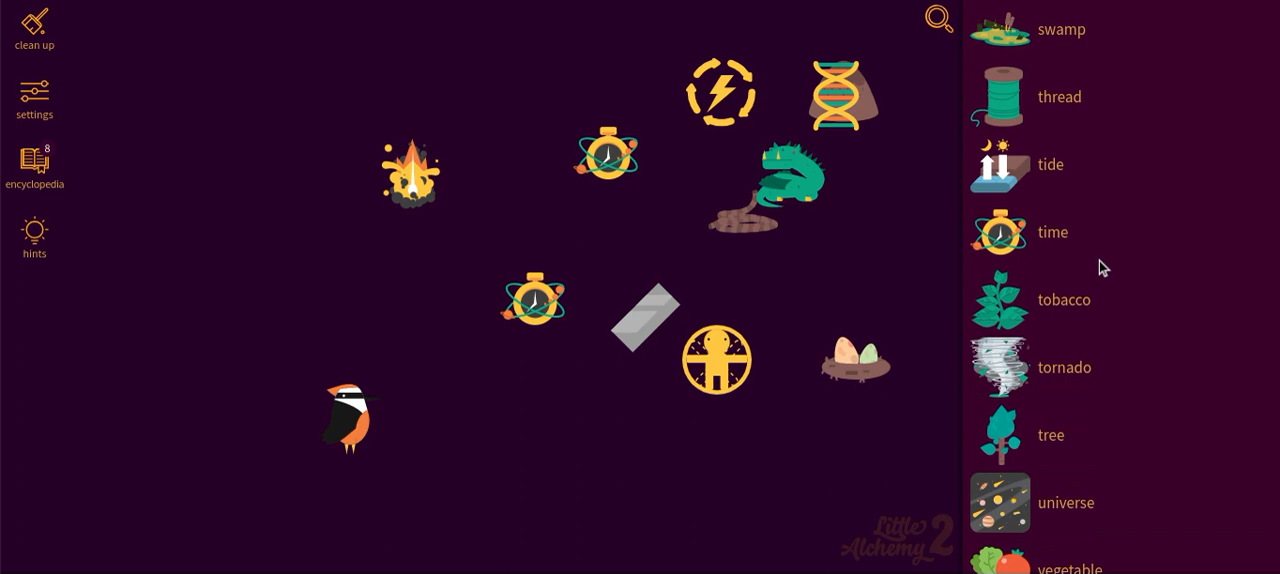 clean up
settings
8
encyclopedia
hints
swamp
thread
tide
time
tobacco
tornado
tree
universe
vegetable
Little
Alchemy 2